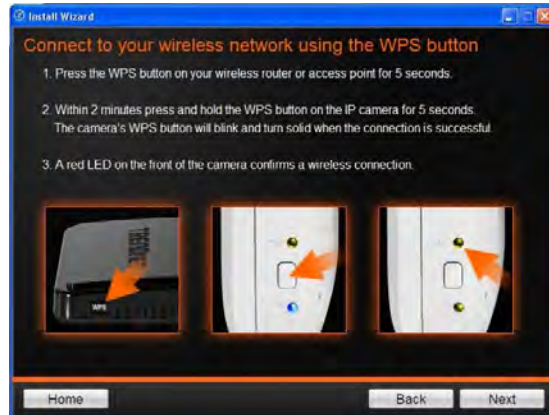 Install Wizard
Connect to your wireless network using the WPS button
1. Press the WPS button on your wireless router or access point for 5 seconds.
2. Within 2 minutes press and hold the WPS button on the IP camera for 5 seconds.
The camera's WPS button will blink and turn solid when the connection is successful.
3. A red LED on the front of the camera confirms a wireless connection.
WPS
Home
Back
Next